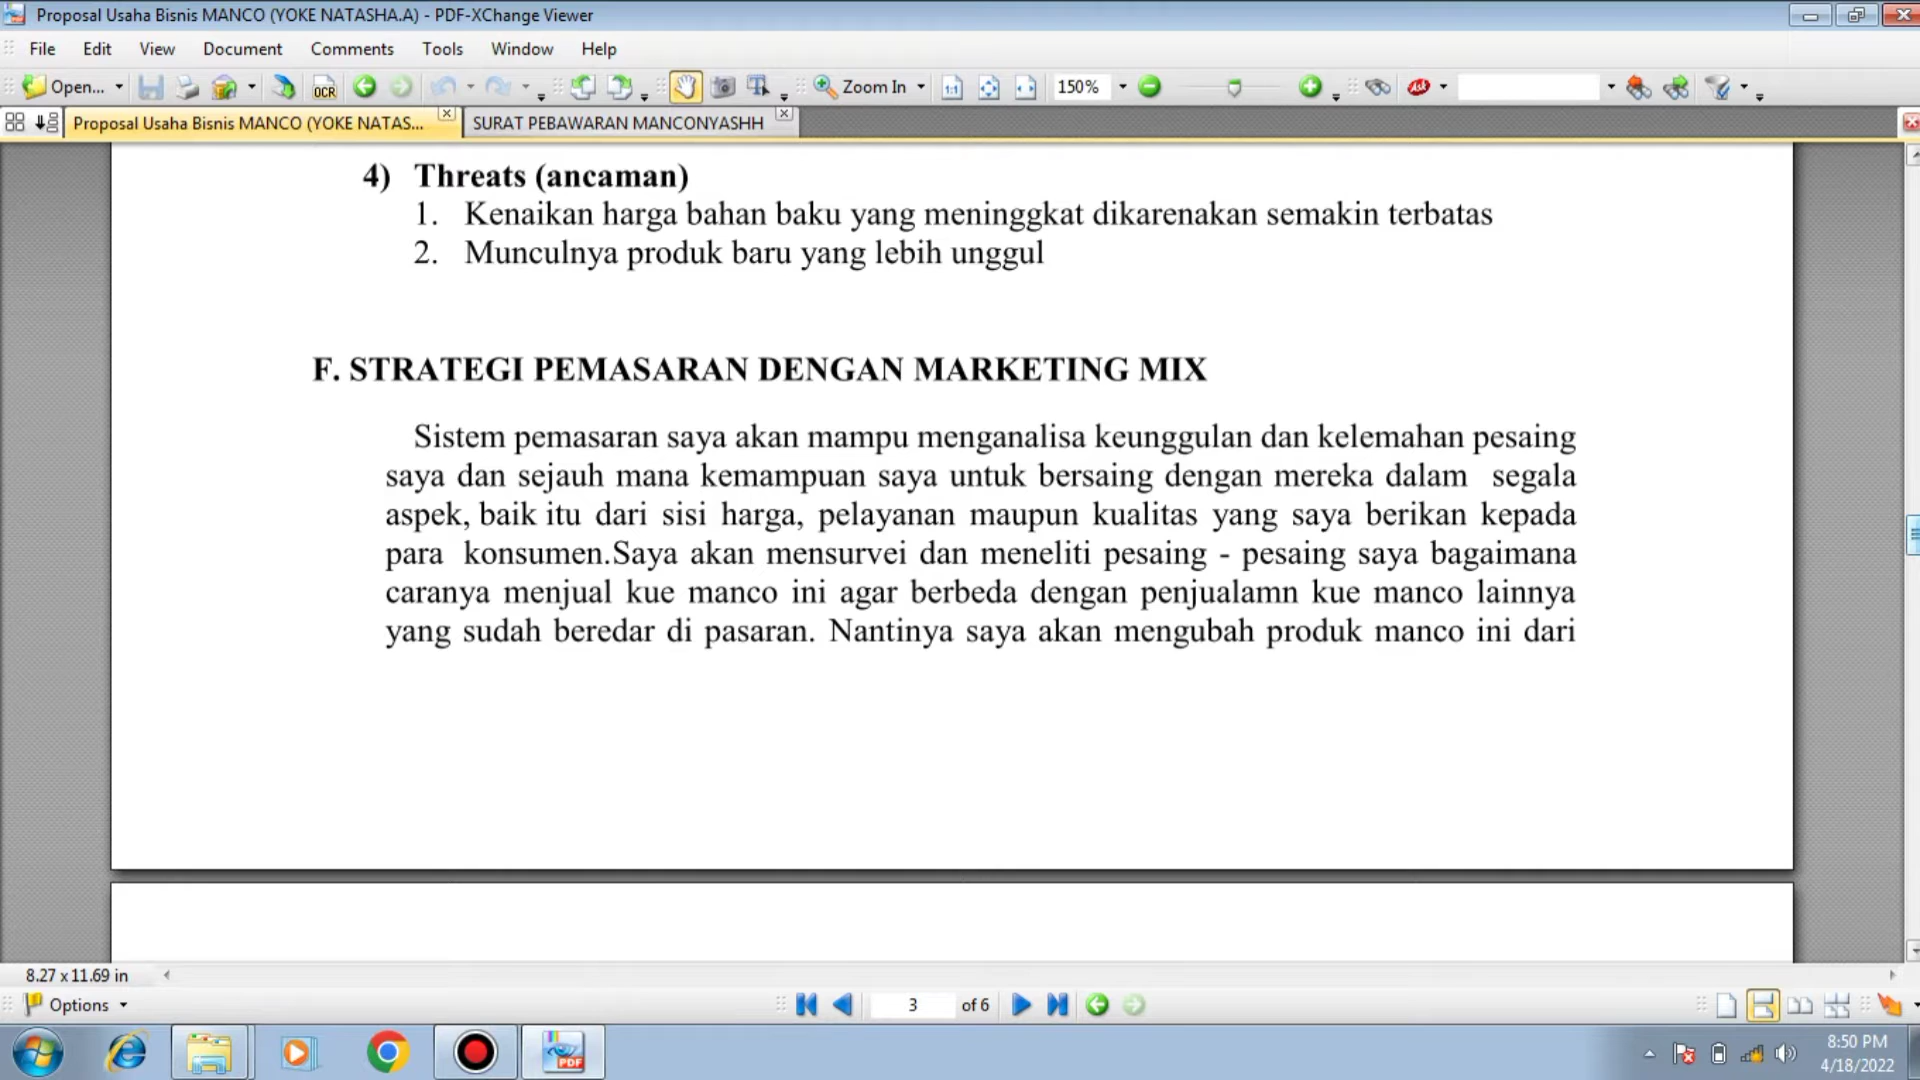 Proposal Usaha Bisnis MANCO (YOKE NATASHA.A) - PDF-XChange Viewer
File Edit View Document Comments Tools Window Help
Open... OCR Zoom In 1:1 150% Ask
Proposal Usaha Bisnis MANCO (YOKE NATAS... SURAT PEBAWARAN MANCONYASHH
4) Threats (ancaman)
1. Kenaikan harga bahan baku yang meninggkat dikarenakan semakin terbatas
2. Munculnya produk baru yang lebih unggul
F. STRATEGI PEMASARAN DENGAN MARKETING MIX
Sistem pemasaran saya akan mampu menganalisa keunggulan dan kelemahan pesaing
saya dan sejauh mana kemampuan saya untuk bersaing dengan mereka dalam segala
aspek, baik itu dari sisi harga, pelayanan maupun kualitas yang saya berikan kepada
para konsumen.Saya akan mensurvei dan meneliti pesaing - pesaing saya bagaimana
caranya menjual kue manco ini agar berbeda dengan penjualamn kue manco lainnya
yang sudah beredar di pasaran. Nantinya saya akan mengubah produk manco ini dari
8.27 x 11.69 in
Options 3 of 6
PDF
8:50 PM
4/18/2022